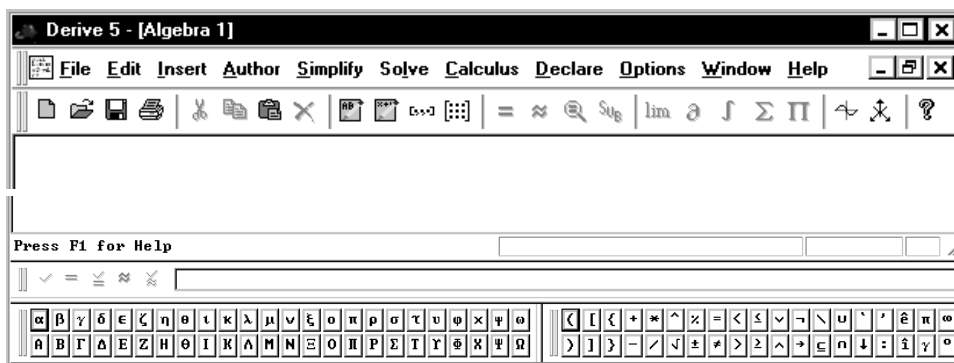 Derive 5 - [Algebra 1]
File Edit Insert Author Simplify Solve Calculus Declare Options Window Help
= ≈ SUB lim ∂ ∫ Σ Π ?
Press F1 for Help
α β γ δ ε ζ η θ ι κ λ μ ν ξ ο π ρ σ τ υ φ χ ψ ω ( [ { + * ^ % = < ≤ ∨ ¬ \ ∪ ` ' ê π ∞
Α Β Γ Δ Ε Ζ Η Θ Ι Κ Λ Μ Ν Ξ Ο Π Ρ Σ Τ Υ Φ Χ Ψ Ω ) ] } - / √ ± ≠ > ≥ ∧ → ⊆ ∩ ↓ : î γ °